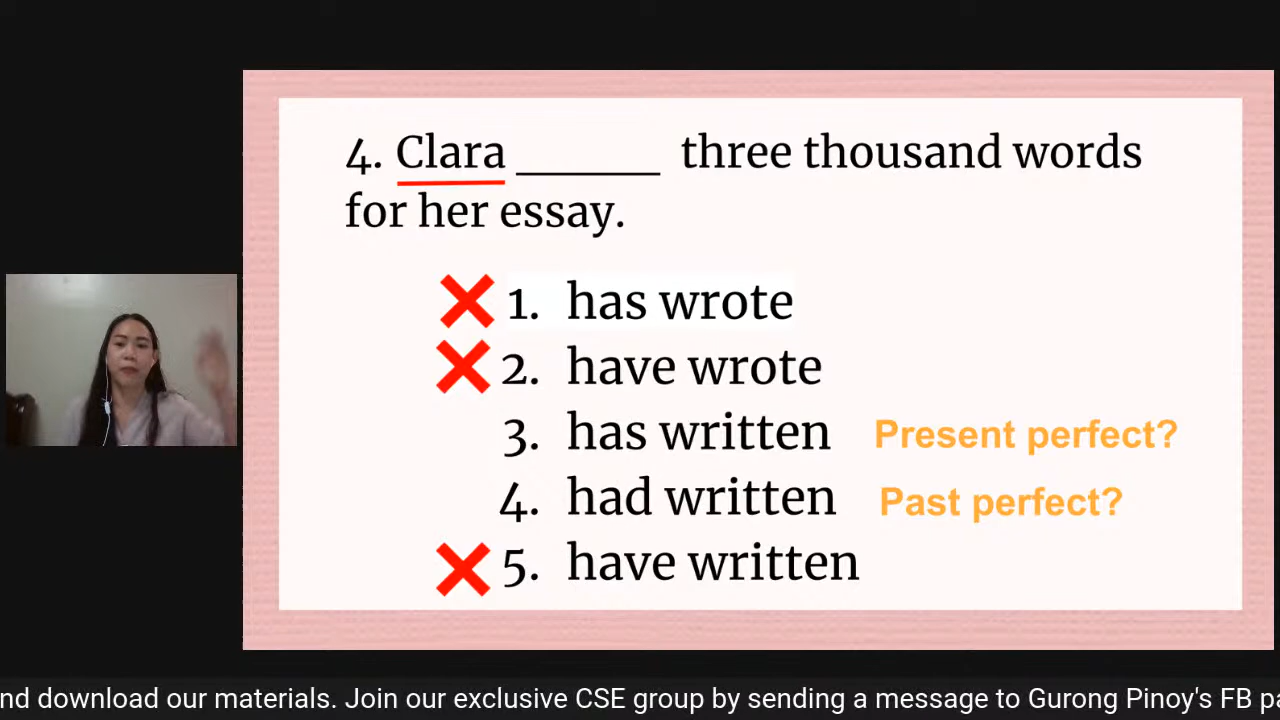 4. Clara ______ three thousand words
for her essay.
1. has wrote
2. have wrote
3. has written Present perfect?
4. had written Past perfect?
5. have written
nd download our materials. Join our exclusive CSE group by sending a message to Gurong Pinoy's FB pa